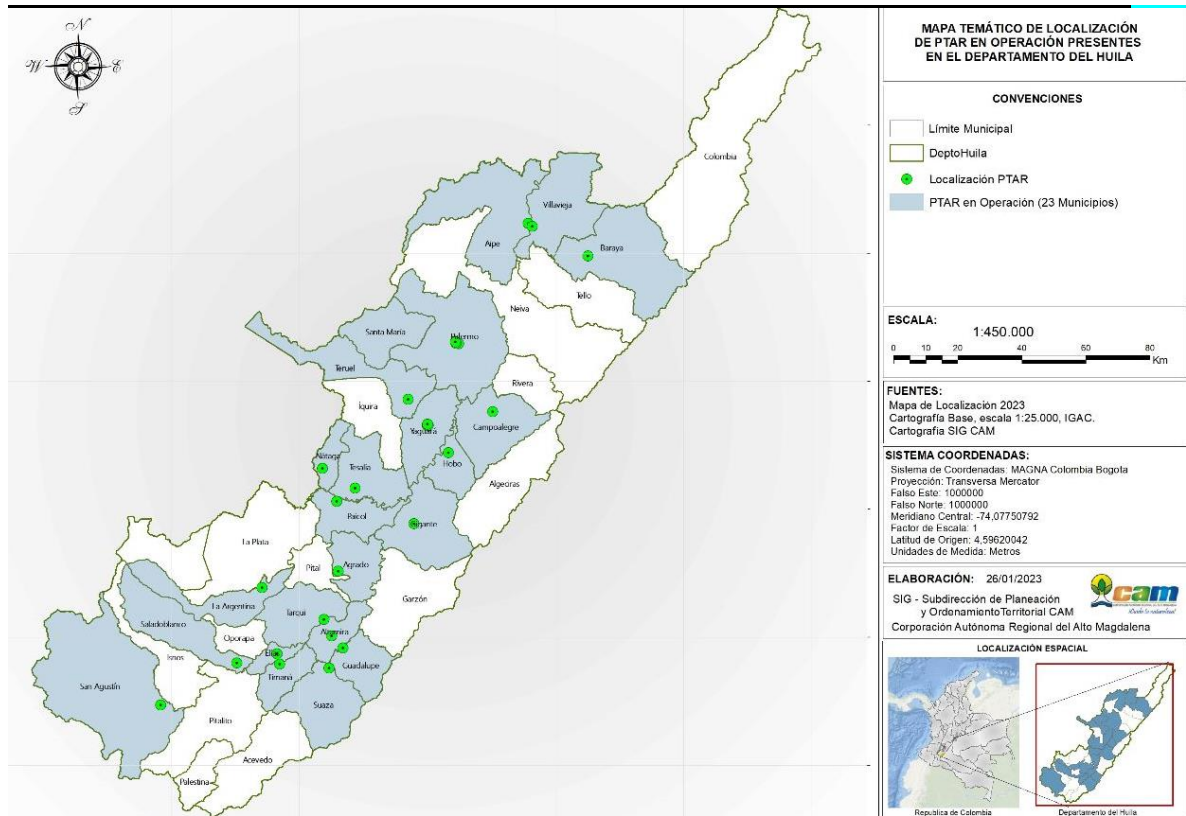 N
W
E
S
MAPA TEMÁTICO DE LOCALIZACIÓN
DE PTAR EN OPERACIÓN PRESENTES
EN EL DEPARTAMENTO DEL HUILA
CONVENCIONES
Límite Municipal
DeptoHuila
Localización PTAR
PTAR en Operación (23 Municipios)
ESCALA:
1:450.000
0 10 20 40 60 80
Km
FUENTES:
Mapa de Localización 2023
Cartografía Base, escala 1:25.000, IGAC.
Cartografia SIG CAM
SISTEMA COORDENADAS:
Sistema de Coordenadas: MAGNA Colombia Bogota
Proyección: Transversa Mercator
Falso Este: 1000000
Falso Norte: 1000000
Meridiano Central: -74,07750792
Factor de Escala: 1
Latitud de Origen: 4,59620042
Unidades de Medida: Metros
ELABORACIÓN: 26/01/2023
SIG - Subdirección de Planeación
y OrdenamientoTerritorial CAM
Corporación Autónoma Regional del Alto Magdalena
cam
LOCALIZACIÓN ESPACIAL
Republica de Colombia
Departamento del Huila
Colombia
Villavieja
Aipe
Baraya
Tello
Neiva
Santa María
Palermo
Teruel
Rivera
Íquira
Yaguará
Campoalegre
Hobo
Nátaga
Tesalia
Algeciras
Paicol
Gigante
La Plata
Pital
Agrado
Garzón
La Argentina
Tarqui
Saladoblanco
Oporapa
Altamira
Elías
Isnos
Guadalupe
Timaná
San Agustín
Suaza
Pitalito
Acevedo
Palestina